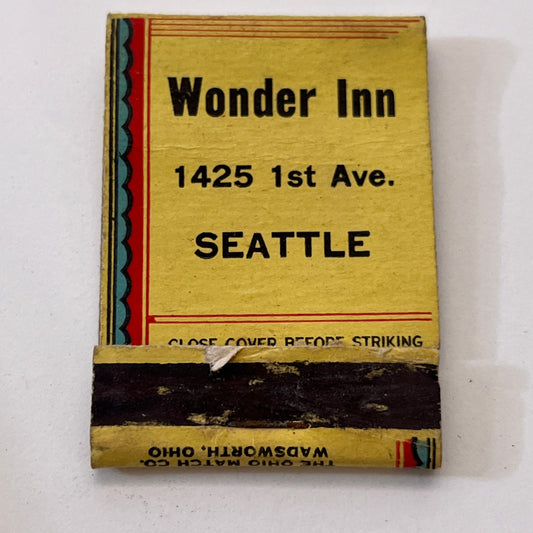 Wonder Inn
1425 1st Ave.
SEATTLE
CLOSE COVER BEFORE STRIKING
THE OHIO MATCH CO.
WADSWORTH, OHIO